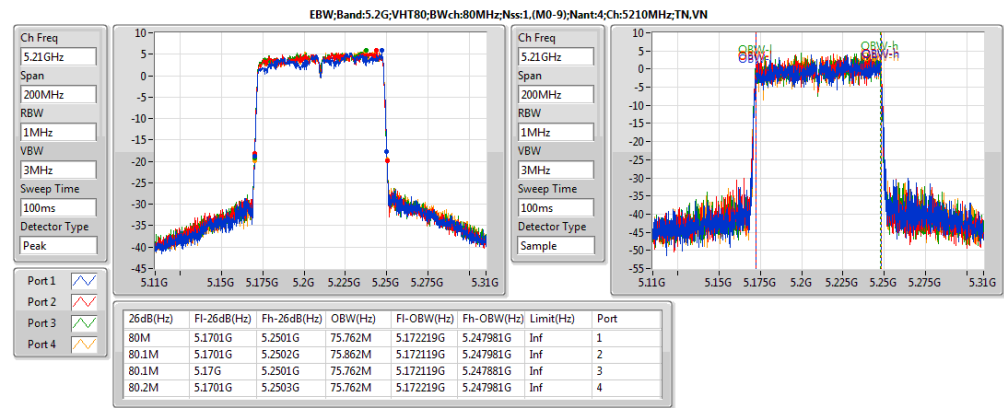 EBW;Band:5.2G;VHT80;BWch:80MHz;Nss:1,(M0-9);Nant:4;Ch:5210MHz;TN,VN
Ch Freq
5.21GHz
Span
200MHz
RBW
1MHz
VBW
3MHz
Sweep Time
100ms
Detector Type
Peak
10
5
0
-5
-10
-15
-20
-25
-30
-35
-40
-45
5.11G 5.15G 5.175G 5.2G 5.225G 5.25G 5.275G 5.31G
Ch Freq
5.21GHz
Span
200MHz
RBW
1MHz
VBW
3MHz
Sweep Time
100ms
Detector Type
Sample
10
5
0
-5
-10
-15
-20
-25
-30
-35
-40
-45
-50
-55
OBW-l OBW-h
OBW-h
5.11G 5.15G 5.175G 5.2G 5.225G 5.25G 5.275G 5.31G
Port 1
Port 2
Port 3
Port 4
26dB(Hz) Fl-26dB(Hz) Fh-26dB(Hz) OBW(Hz) Fl-OBW(Hz) Fh-OBW(Hz) Limit(Hz) Port
80M 5.1701G 5.2501G 75.762M 5.172119G 5.247981G Inf 1
80.1M 5.1701G 5.2502G 75.862M 5.172119G 5.247981G Inf 2
80.1M 5.17G 5.2501G 75.762M 5.172219G 5.247881G Inf 3
80.2M 5.1701G 5.2503G 75.762M 5.172219G 5.247981G Inf 4